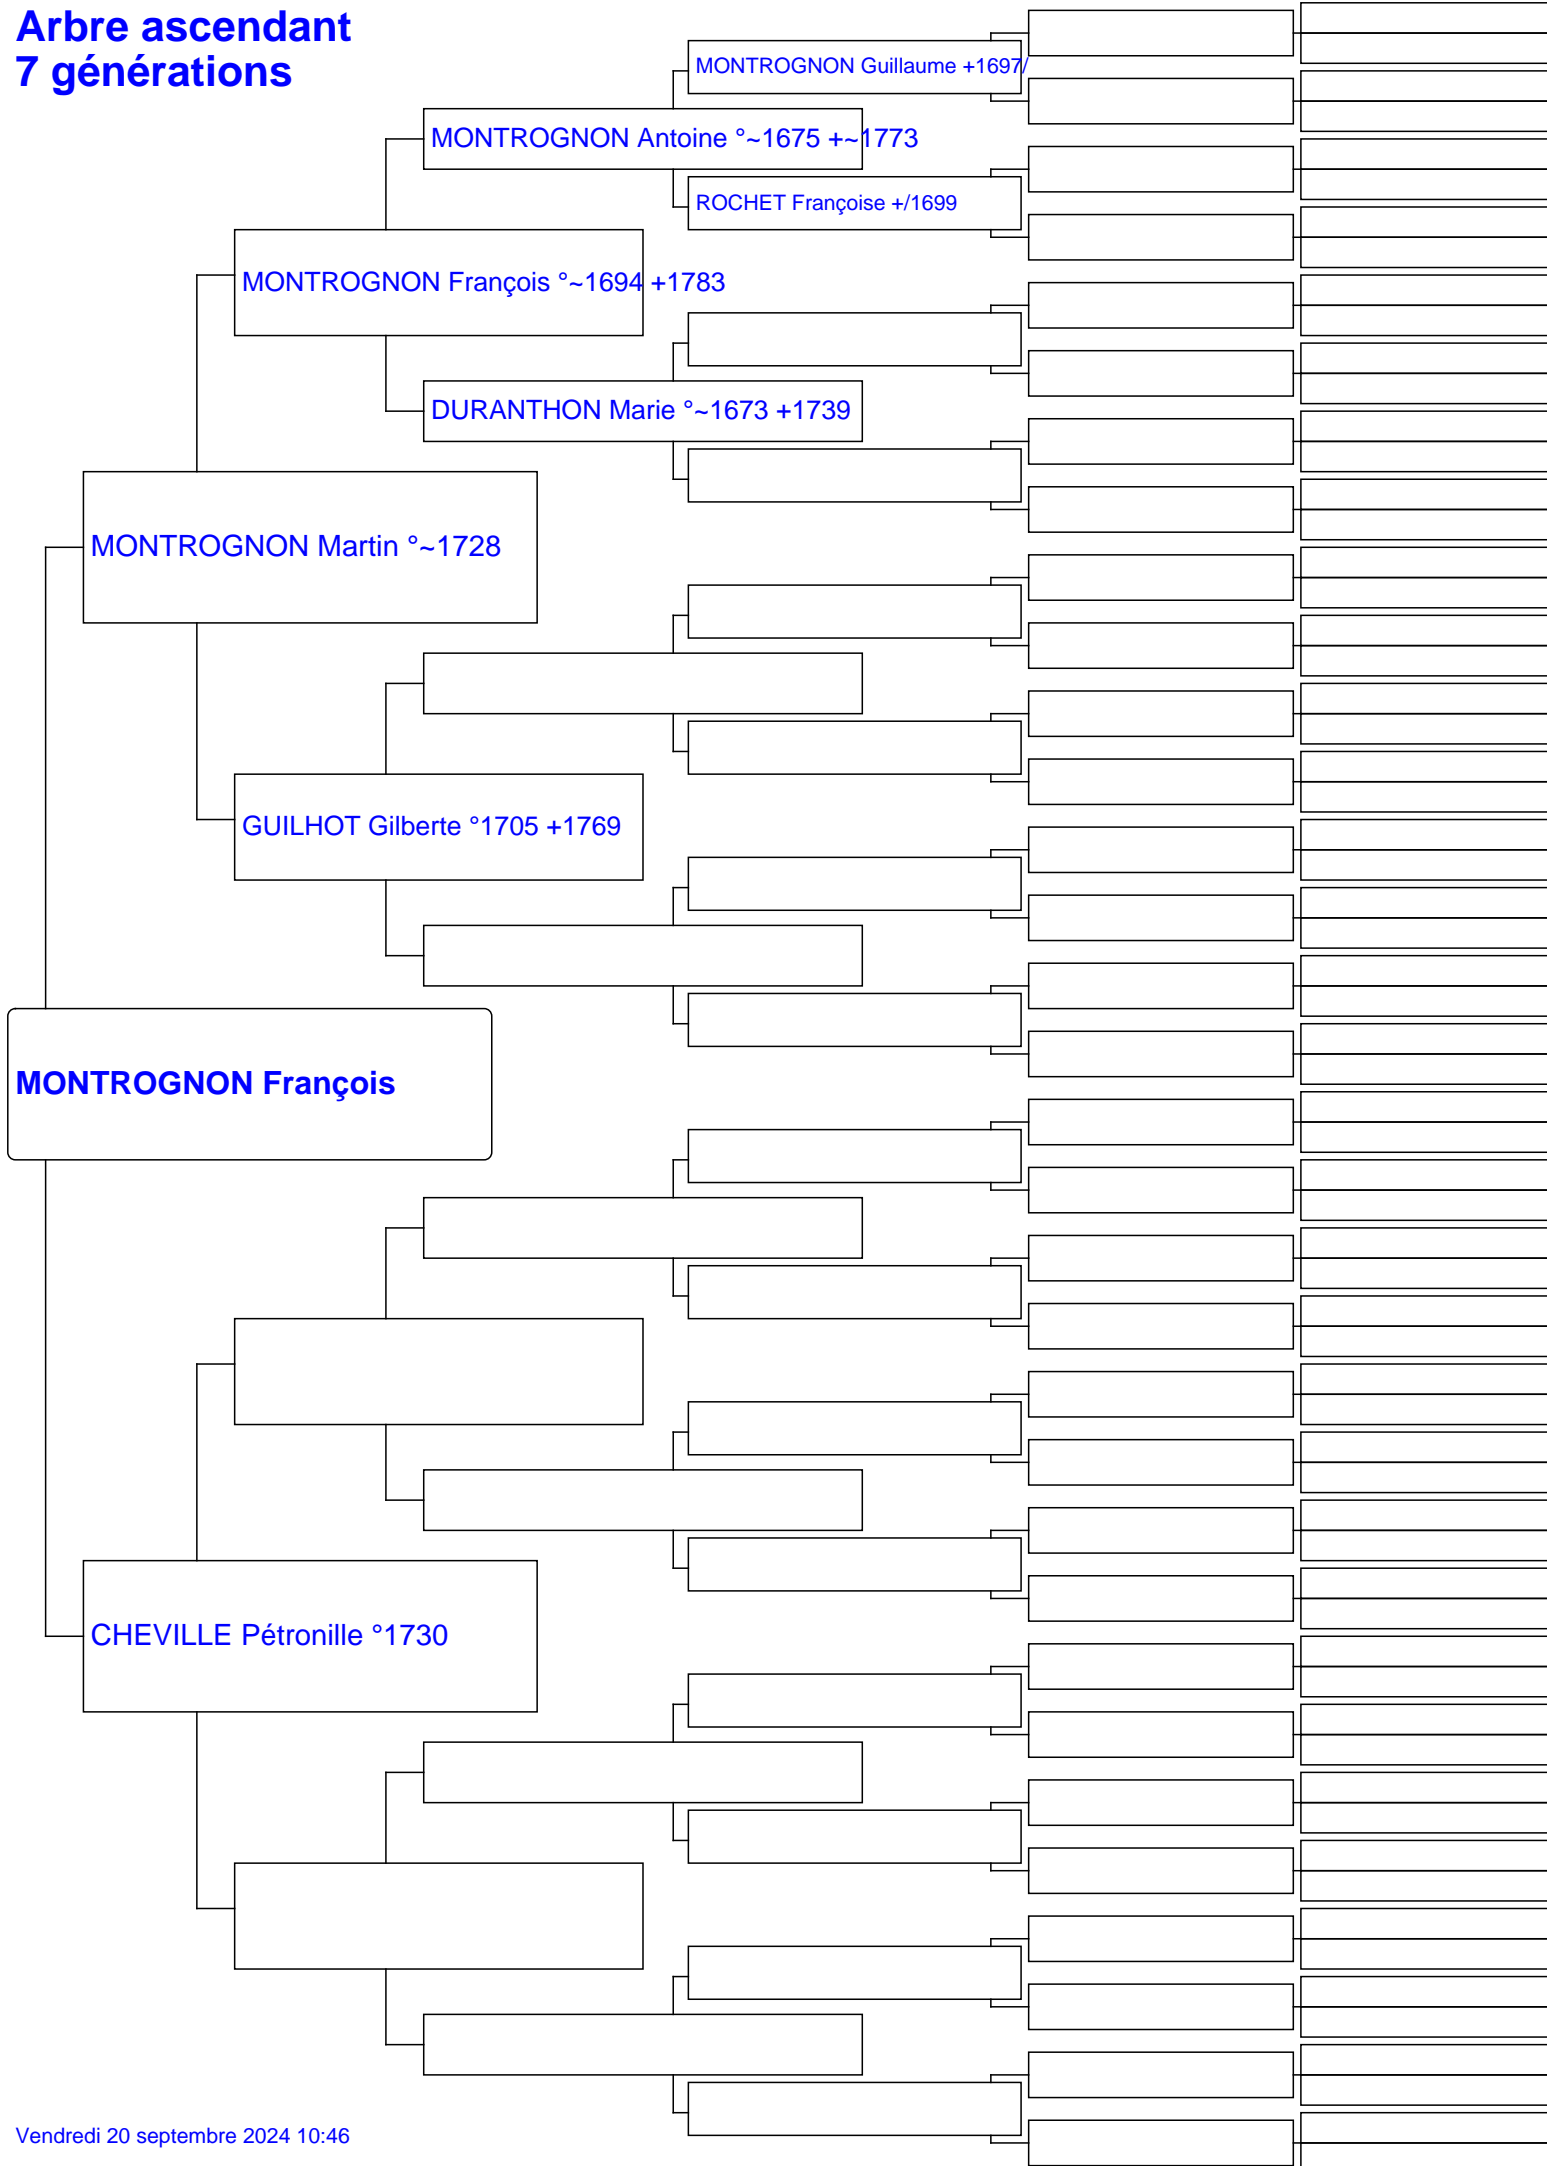 Arbre ascendant
7 générations
MONTROGNON Guillaume +1697/
MONTROGNON Antoine °~1675 +~1773
ROCHET Françoise +/1699
MONTROGNON François °~1694 +1783
DURANTHON Marie °~1673 +1739
MONTROGNON Martin °~1728
GUILHOT Gilberte °1705 +1769
MONTROGNON François
CHEVILLE Pétronille °1730
Vendredi 20 septembre 2024 10:46